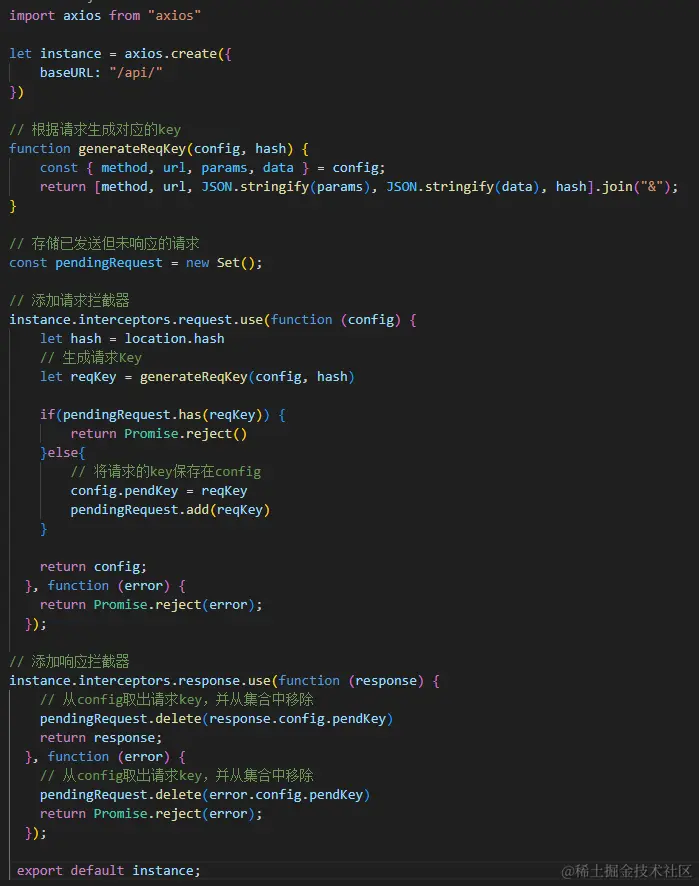 import axios from "axios"
let instance = axios.create({
    baseURL: "/api/"
})
// 根据请求生成对应的key
function generateReqKey(config, hash) {
    const { method, url, params, data } = config;
    return [method, url, JSON.stringify(params), JSON.stringify(data), hash].join("&");
}
// 存储已发送但未响应的请求
const pendingRequest = new Set();
// 添加请求拦截器
instance.interceptors.request.use(function (config) {
    let hash = location.hash
    // 生成请求Key
    let reqKey = generateReqKey(config, hash)
    if(pendingRequest.has(reqKey)) {
        return Promise.reject()
    }else{
        // 将请求的key保存在config
        config.pendKey = reqKey
        pendingRequest.add(reqKey)
    }
    return config;
  }, function (error) {
    return Promise.reject(error);
  });
// 添加响应拦截器
instance.interceptors.response.use(function (response) {
    // 从config取出请求key，并从集合中移除
    pendingRequest.delete(response.config.pendKey)
    return response;
  }, function (error) {
    // 从config取出请求key，并从集合中移除
    pendingRequest.delete(error.config.pendKey)
    return Promise.reject(error);
  });
 export default instance;
@稀土掘金技术社区